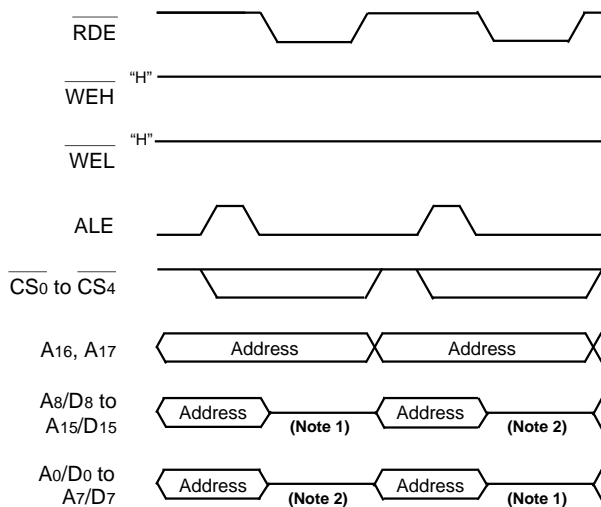 RDE
"H"
WEH
"H"
WEL
ALE
CS0 to CS4
A16, A17 Address Address
A8/D8 to
A15/D15 Address (Note 1) Address (Note 2)
A0/D0 to
A7/D7 Address (Note 2) Address (Note 1)